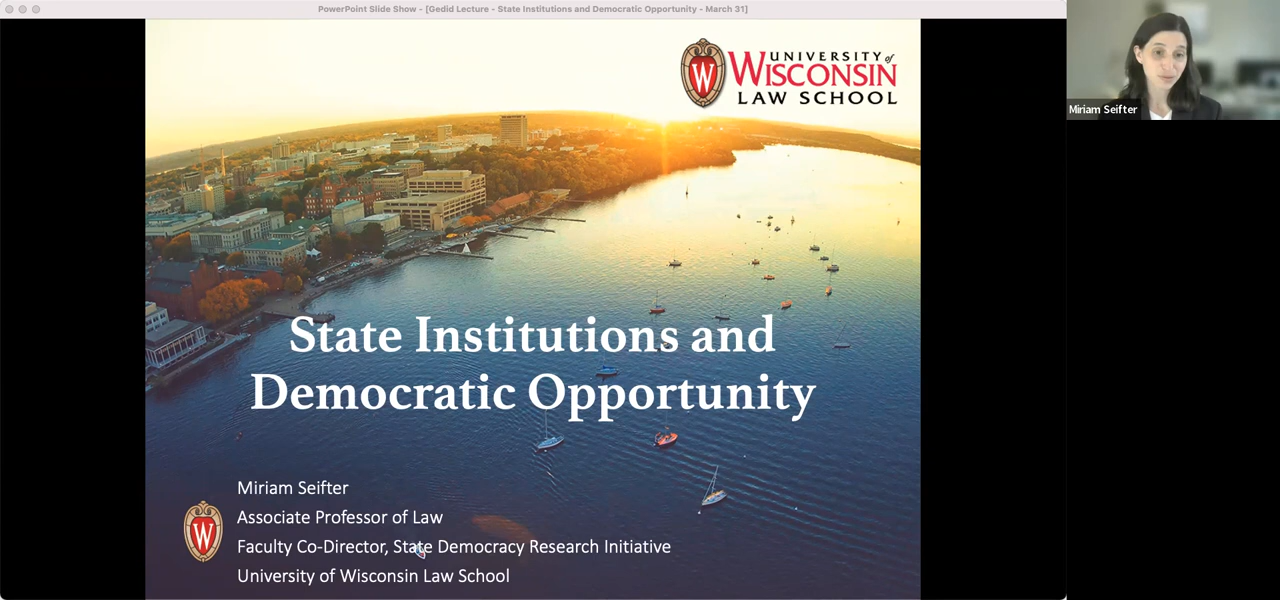 PowerPoint Slide Show - [Gedid Lecture - State Institutions and Democratic Opportunity - March 31]
UNIVERSITY of
WISCONSIN
LAW SCHOOL
W
Miriam Seifter
State Institutions and
Democratic Opportunity
Miriam Seifter
Associate Professor of Law
Faculty Co-Director, State Democracy Research Initiative
University of Wisconsin Law School
W